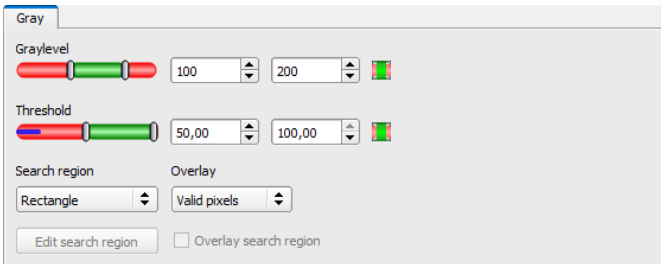 Gray
Graylevel
100 200
Threshold
50,00 100,00
Search region Overlay
Rectangle Valid pixels
Edit search region Overlay search region